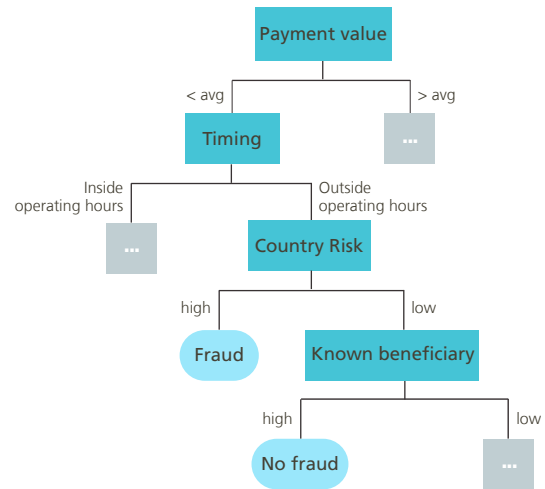 Payment value
< avg
> avg
Timing
...
Inside
operating hours
Outside
operating hours
...
Country Risk
high
low
Fraud
Known beneficiary
high
low
No fraud
...